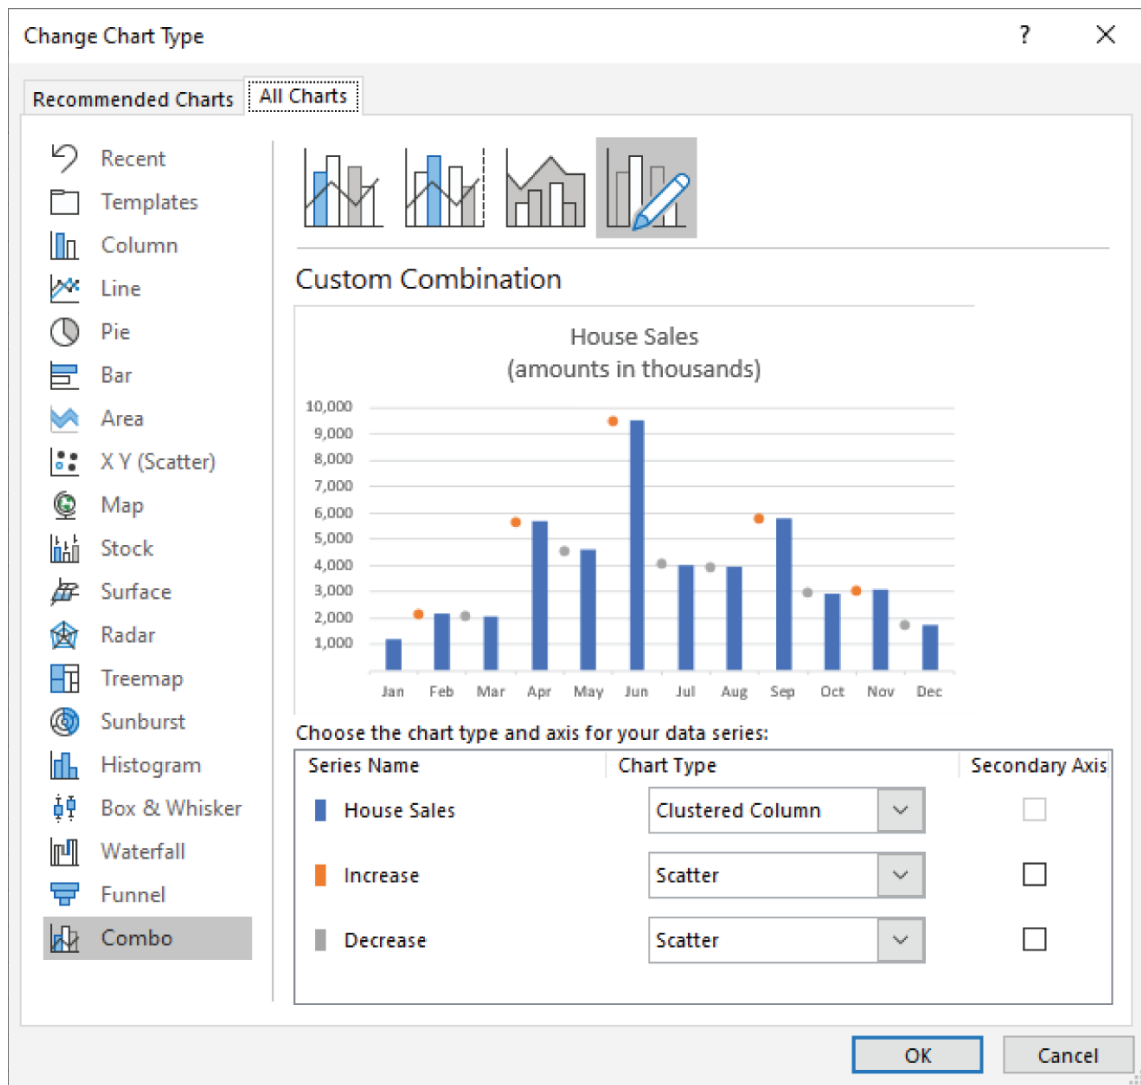 Change Chart Type
?
Recommended Charts
All Charts
Recent
Templates
Column
Line
Pie
Bar
Area
X Y (Scatter)
Map
Stock
Surface
Radar
Treemap
Sunburst
Histogram
Box & Whisker
Waterfall
Funnel
Combo
Custom Combination
House Sales
(amounts in thousands)
10,000
9,000
8,000
7,000
6,000
5,000
4,000
3,000
2,000
1,000
Jan Feb Mar Apr May Jun Jul Aug Sep Oct Nov Dec
Choose the chart type and axis for your data series:
Series Name Chart Type Secondary Axis
House Sales Clustered Column
Increase Scatter
Decrease Scatter
OK Cancel